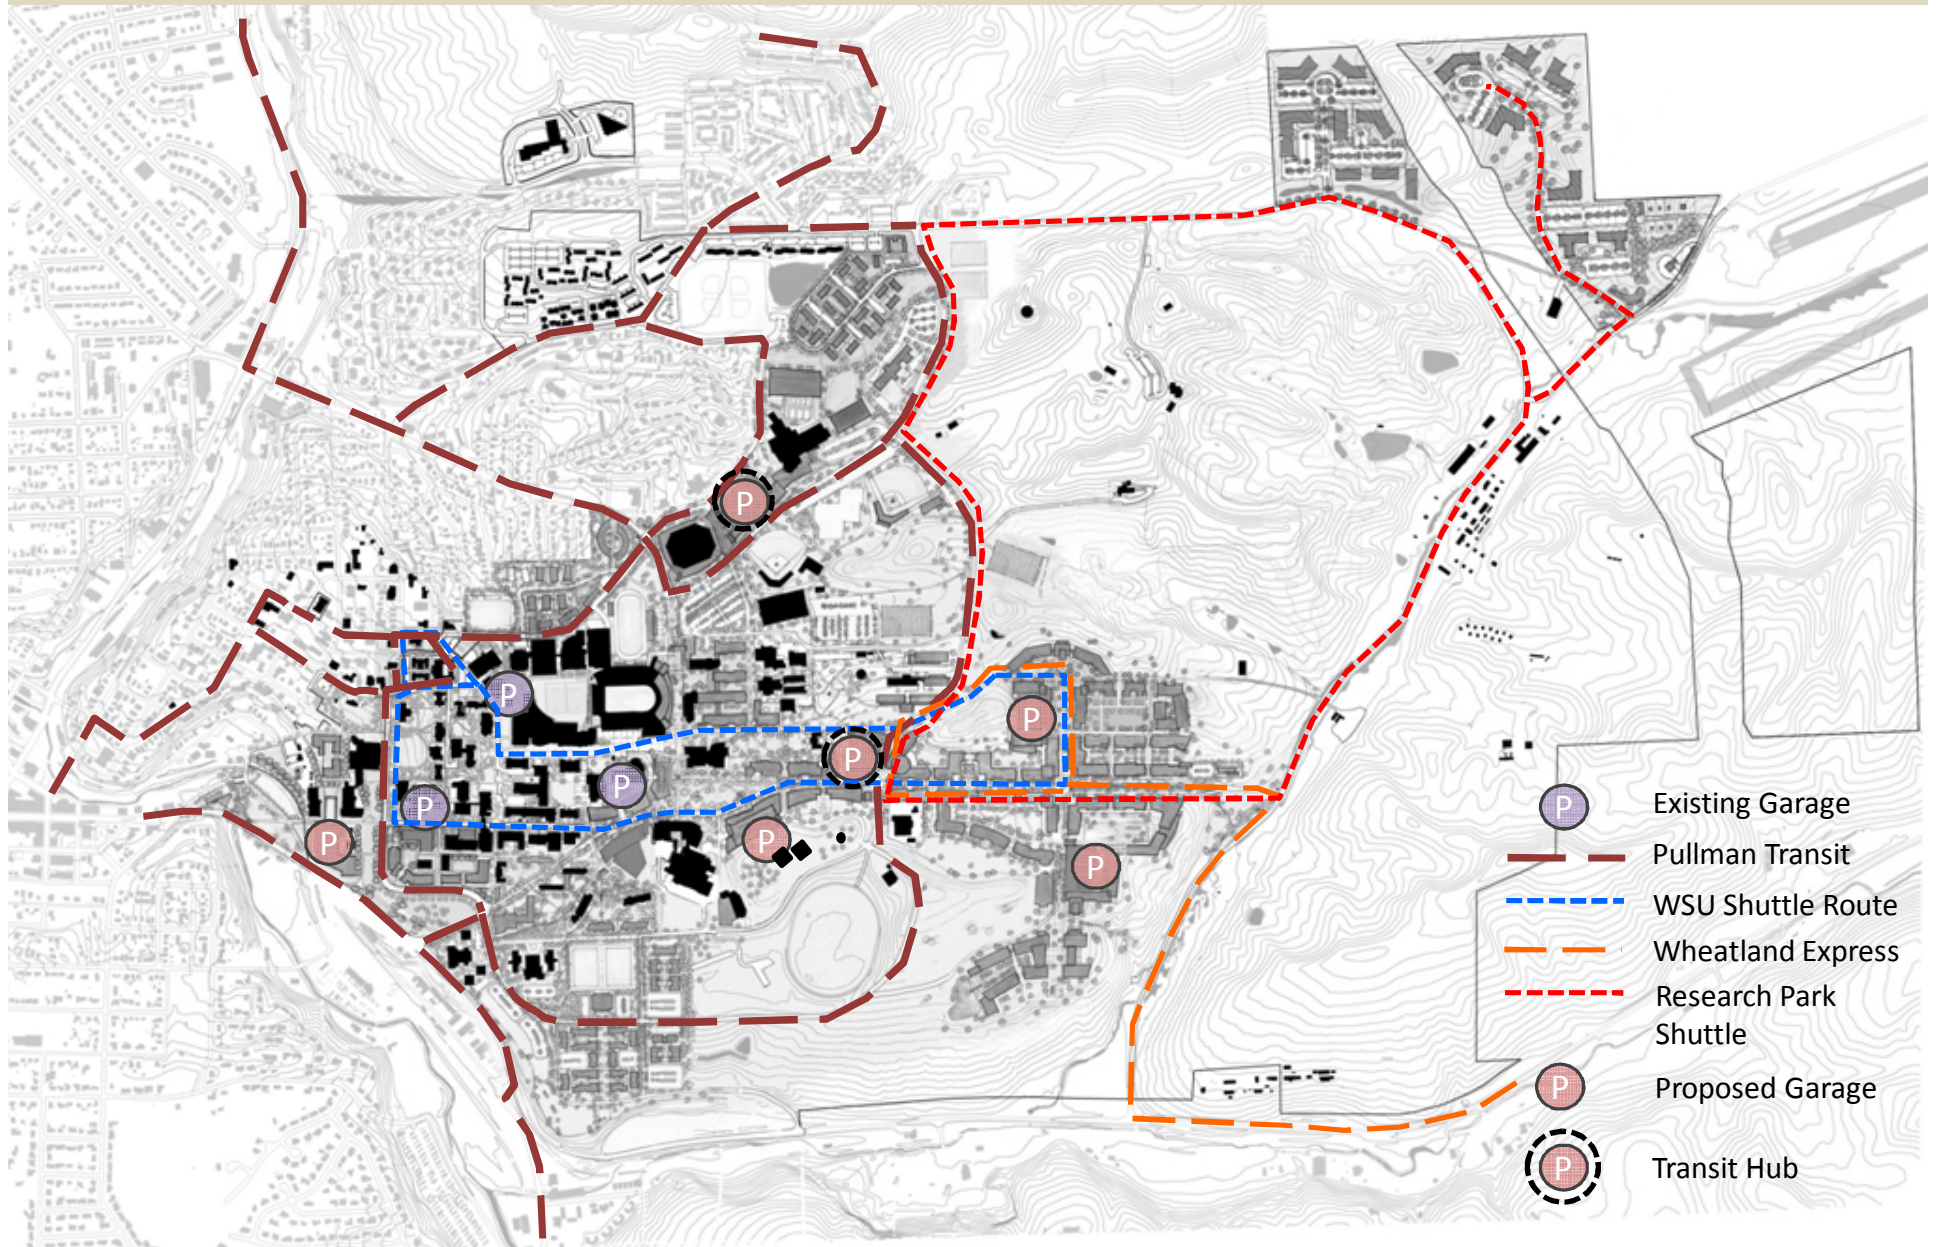 P
P
P
P
P
P
P
P
P
P
Existing Garage
Pullman Transit
WSU Shuttle Route
Wheatland Express
Research Park
Shuttle
P
Proposed Garage
P
Transit Hub